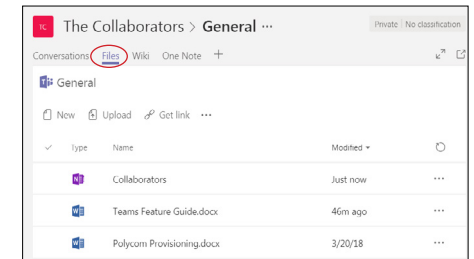 TC The Collaborators > General ··· Private No classification
Conversations Files Wiki One Note +
General
New Upload Get link ···
Type Name Modified
Collaborators Just now ···
Teams Feature Guide.docx 46m ago ···
Polycom Provisioning.docx 3/20/18 ···